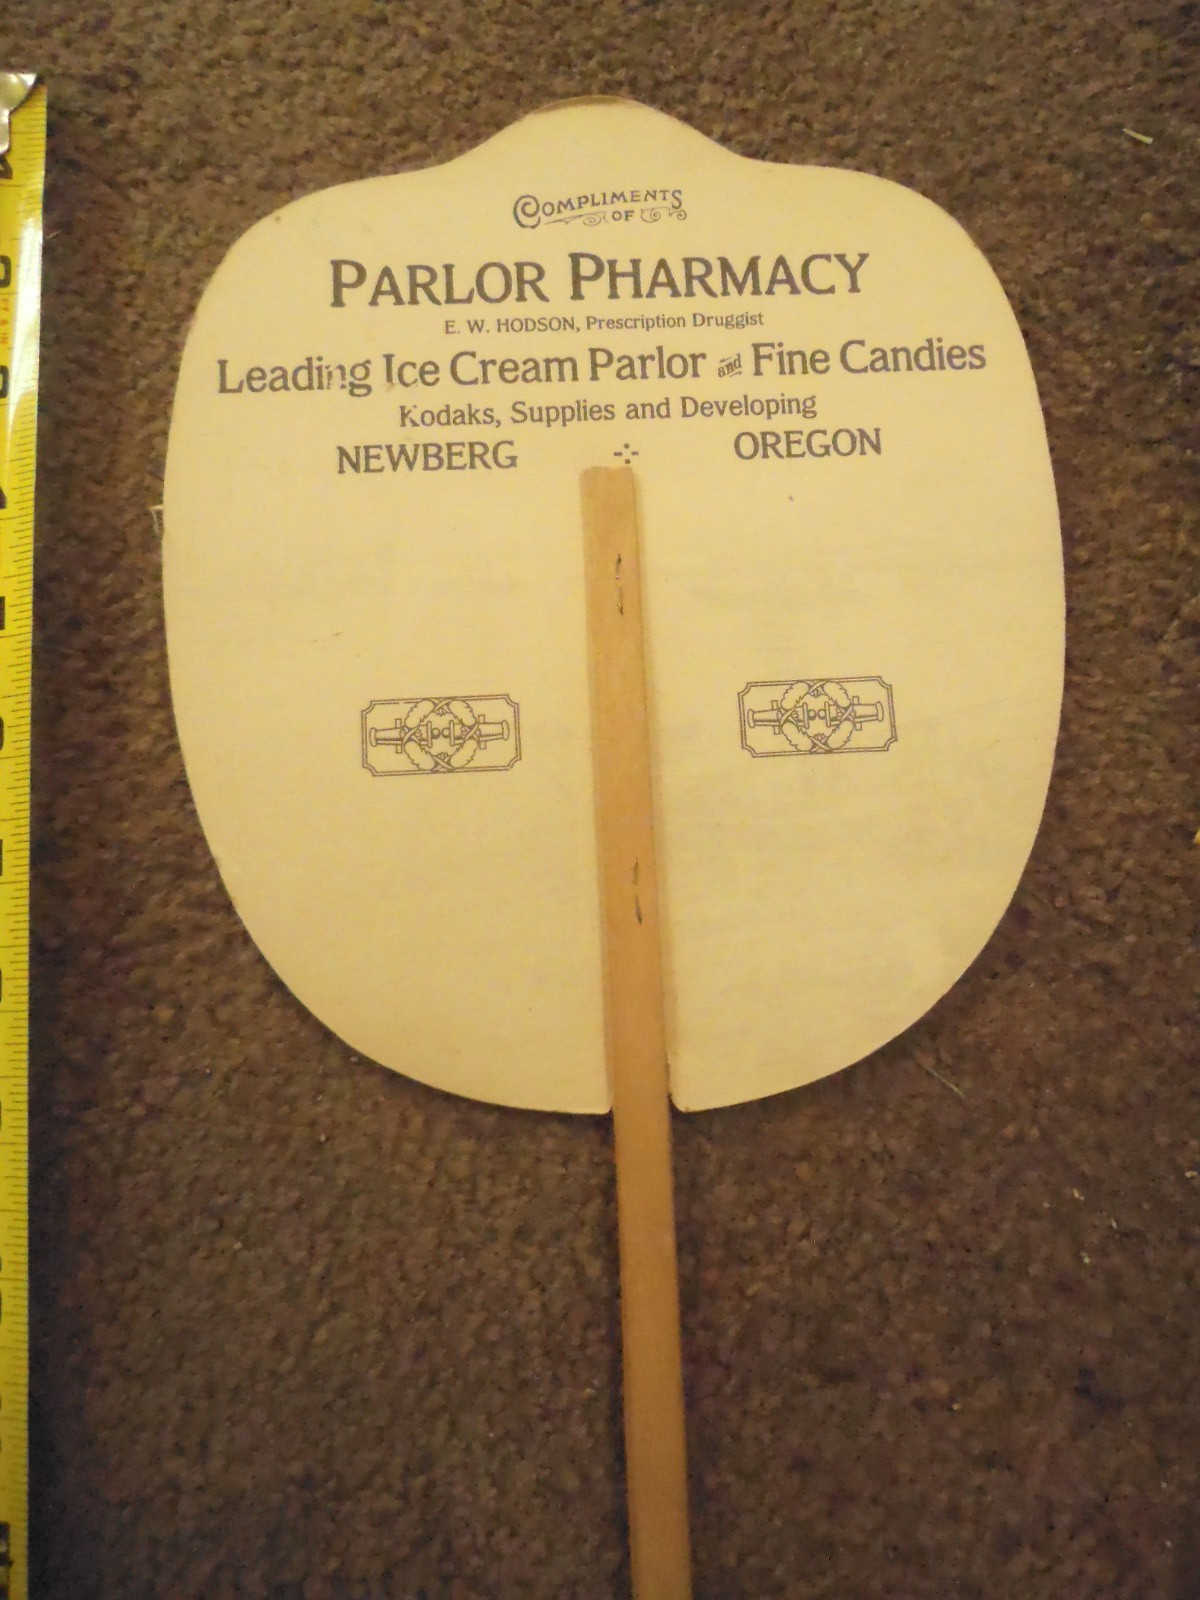 COMPLIMENTS
OF
PARLOR PHARMACY
E. W. HODSON, Prescription Druggist
Leading Ice Cream Parlor and Fine Candies
Kodaks, Supplies and Developing
NEWBERG OREGON